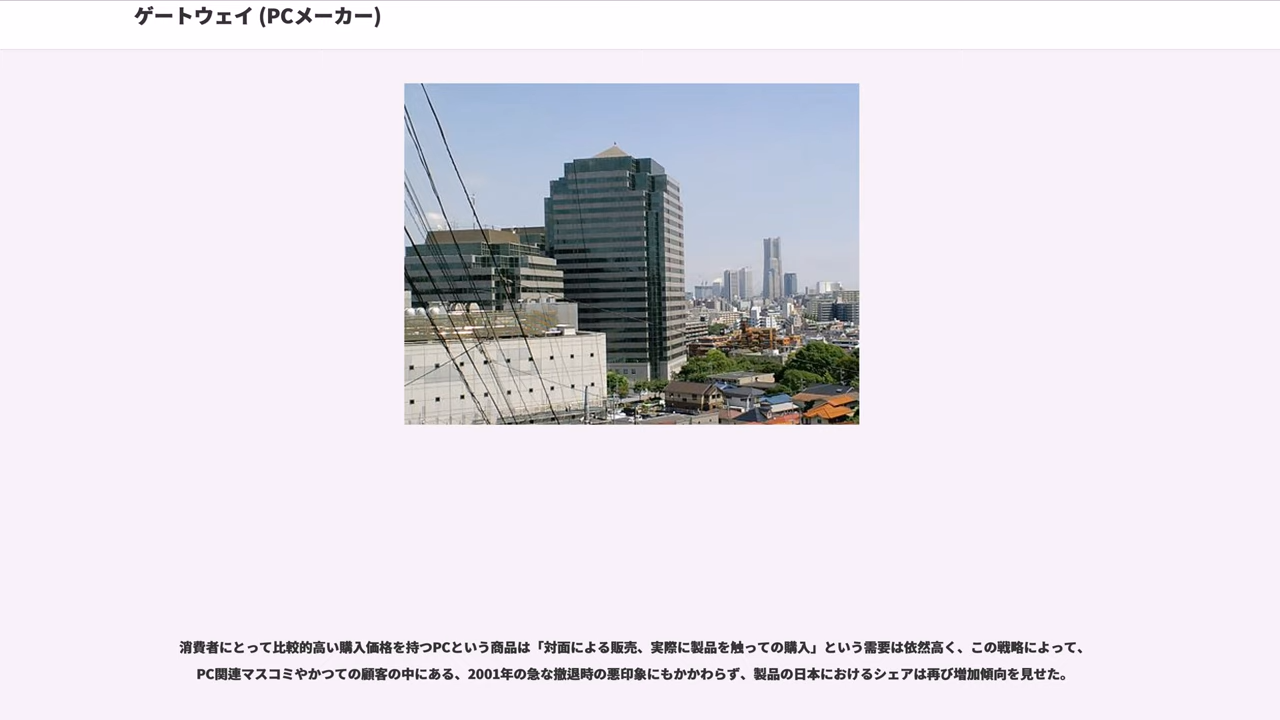 ゲートウェイ (PCメーカー)
消費者にとって比較的高い購入価格を持つPCという商品は「対面による販売、実際に製品を触っての購入」という需要は依然高く、この戦略によって、
PC関連マスコミやかつての顧客の中にある、2001年の急な撤退時の悪印象にもかかわらず、製品の日本におけるシェアは再び増加傾向を見せた。